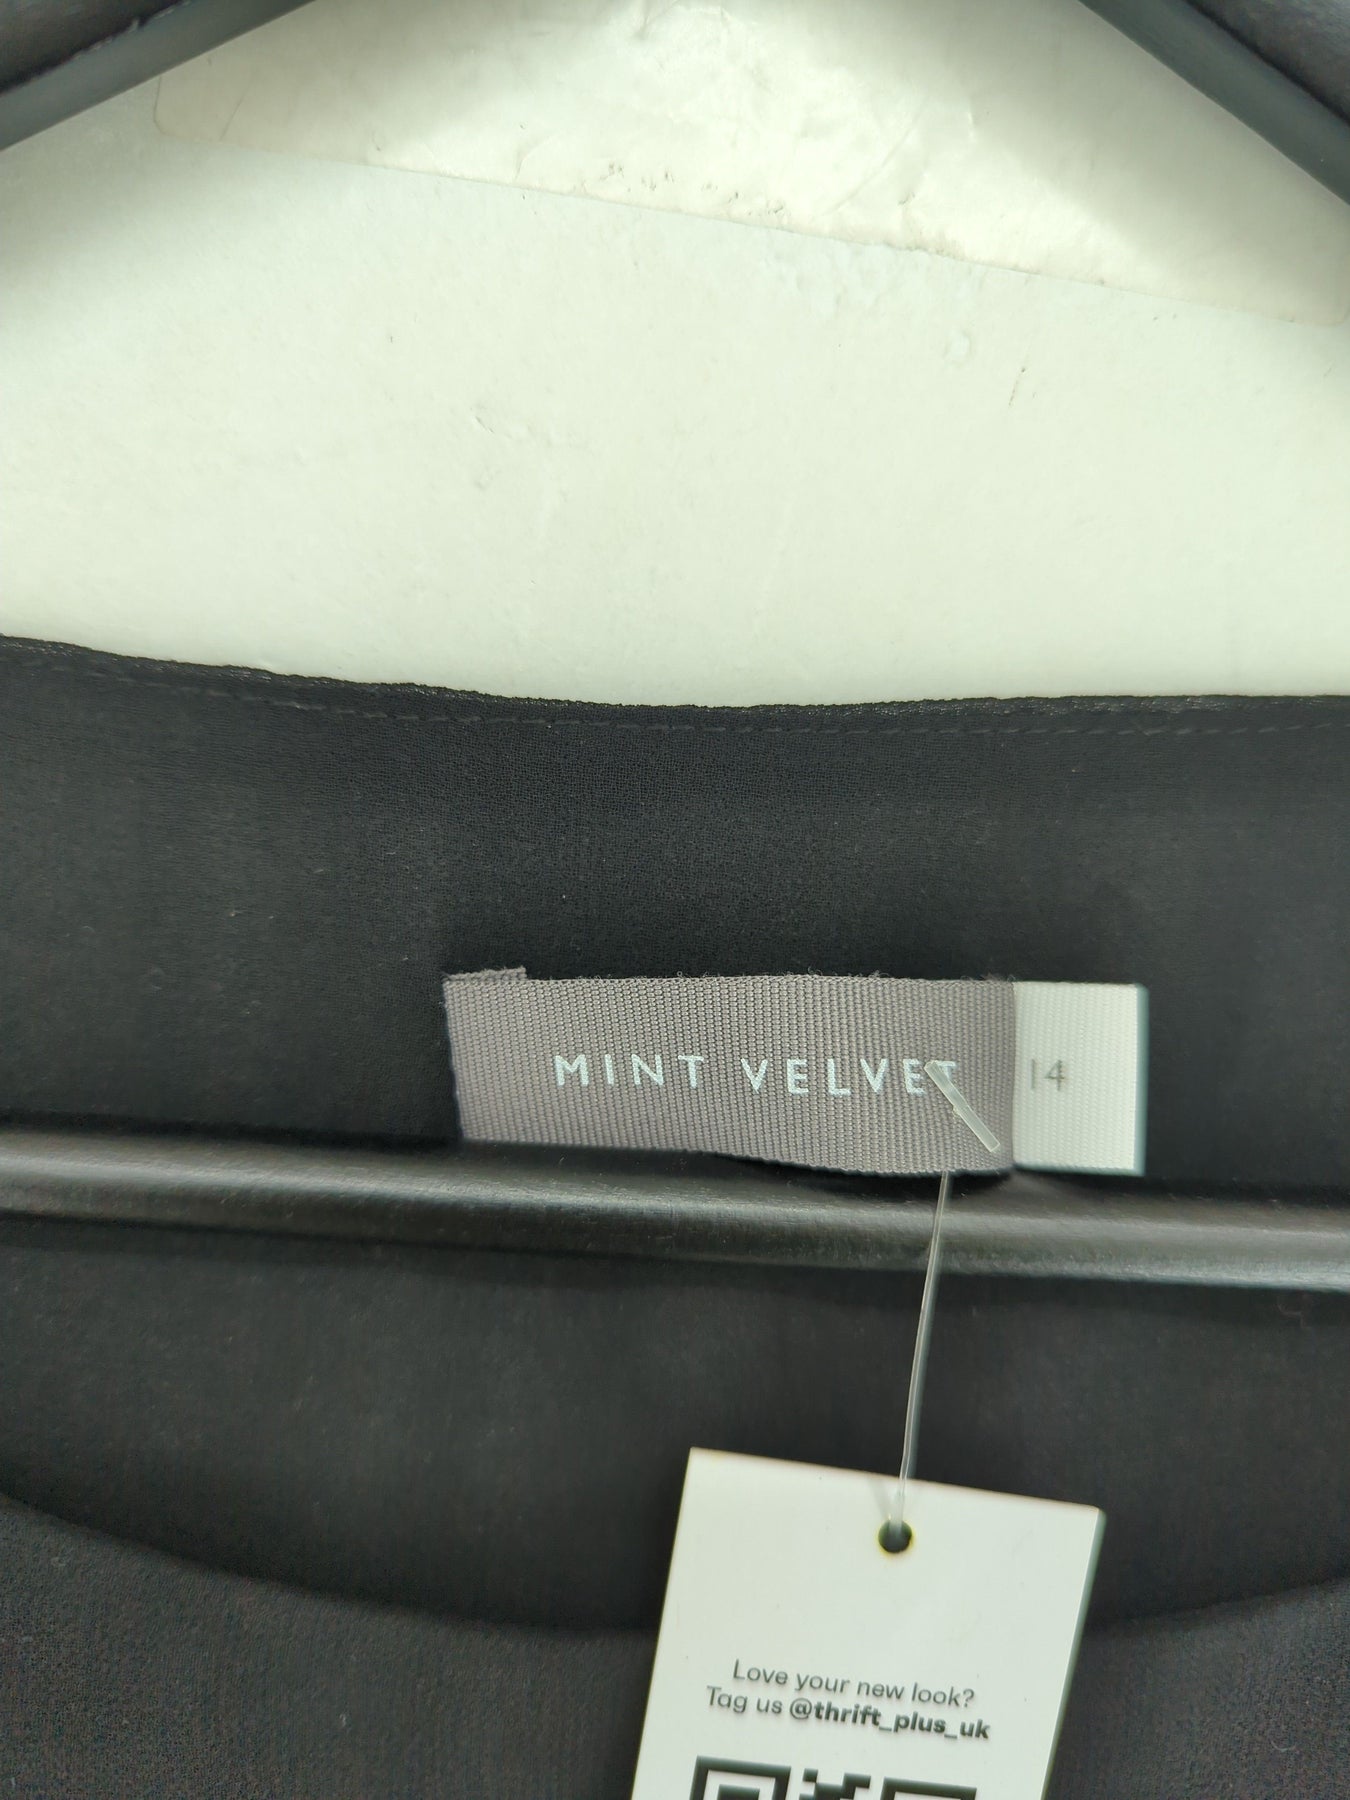 MINT VELVET
14
Love your new look?
Tag us @thrift_plus_uk